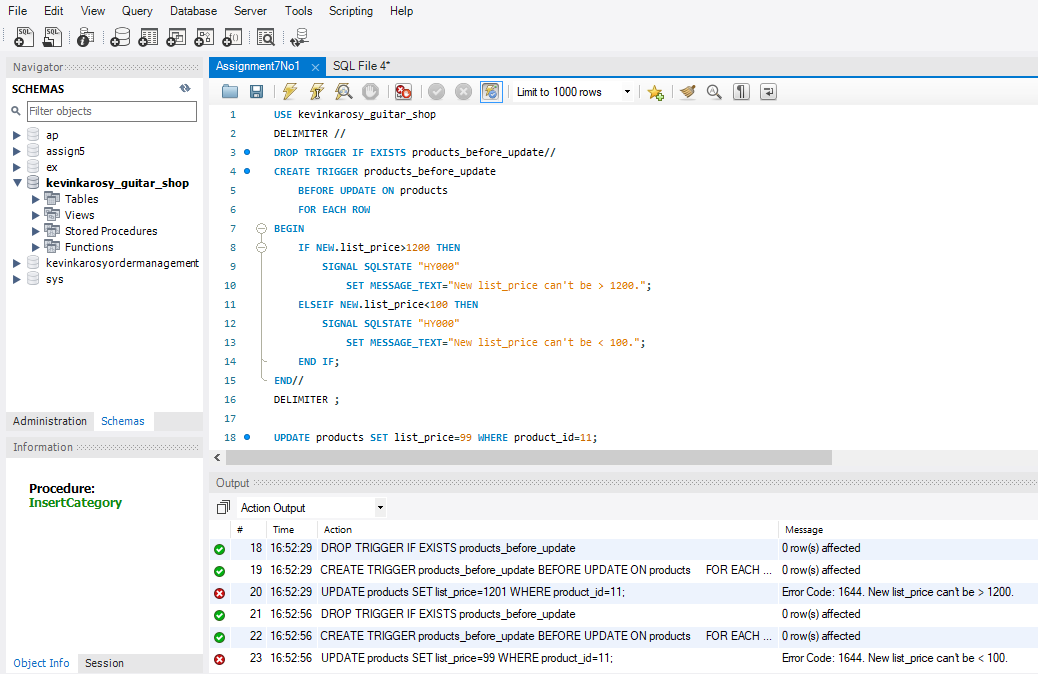 File Edit View Query Database Server Tools Scripting Help
Navigator
SCHEMAS
Filter objects
ap
assign5
ex
kevinkarosy_guitar_shop
Tables
Views
Stored Procedures
Functions
kevinkarosyordermanagement
sys
Administration Schemas
Information
Procedure:
InsertCategory
Object Info Session
Assignment7No1 SQL File 4*
Limit to 1000 rows
1 USE kevinkarosy_guitar_shop
2 DELIMITER //
3 DROP TRIGGER IF EXISTS products_before_update//
4 CREATE TRIGGER products_before_update
5 BEFORE UPDATE ON products
6 FOR EACH ROW
7 BEGIN
8 IF NEW.list_price>1200 THEN
9 SIGNAL SQLSTATE "HY000"
10 SET MESSAGE_TEXT="New list_price can't be > 1200.";
11 ELSEIF NEW.list_price<100 THEN
12 SIGNAL SQLSTATE "HY000"
13 SET MESSAGE_TEXT="New list_price can't be < 100.";
14 END IF;
15 END//
16 DELIMITER ;
17
18 UPDATE products SET list_price=99 WHERE product_id=11;
Output
Action Output
# Time Action Message
18 16:52:29 DROP TRIGGER IF EXISTS products_before_update 0 row(s) affected
19 16:52:29 CREATE TRIGGER products_before_update BEFORE UPDATE ON products FOR EACH ... 0 row(s) affected
20 16:52:29 UPDATE products SET list_price=1201 WHERE product_id=11; Error Code: 1644. New list_price can't be > 1200.
21 16:52:56 DROP TRIGGER IF EXISTS products_before_update 0 row(s) affected
22 16:52:56 CREATE TRIGGER products_before_update BEFORE UPDATE ON products FOR EACH ... 0 row(s) affected
23 16:52:56 UPDATE products SET list_price=99 WHERE product_id=11; Error Code: 1644. New list_price can't be < 100.